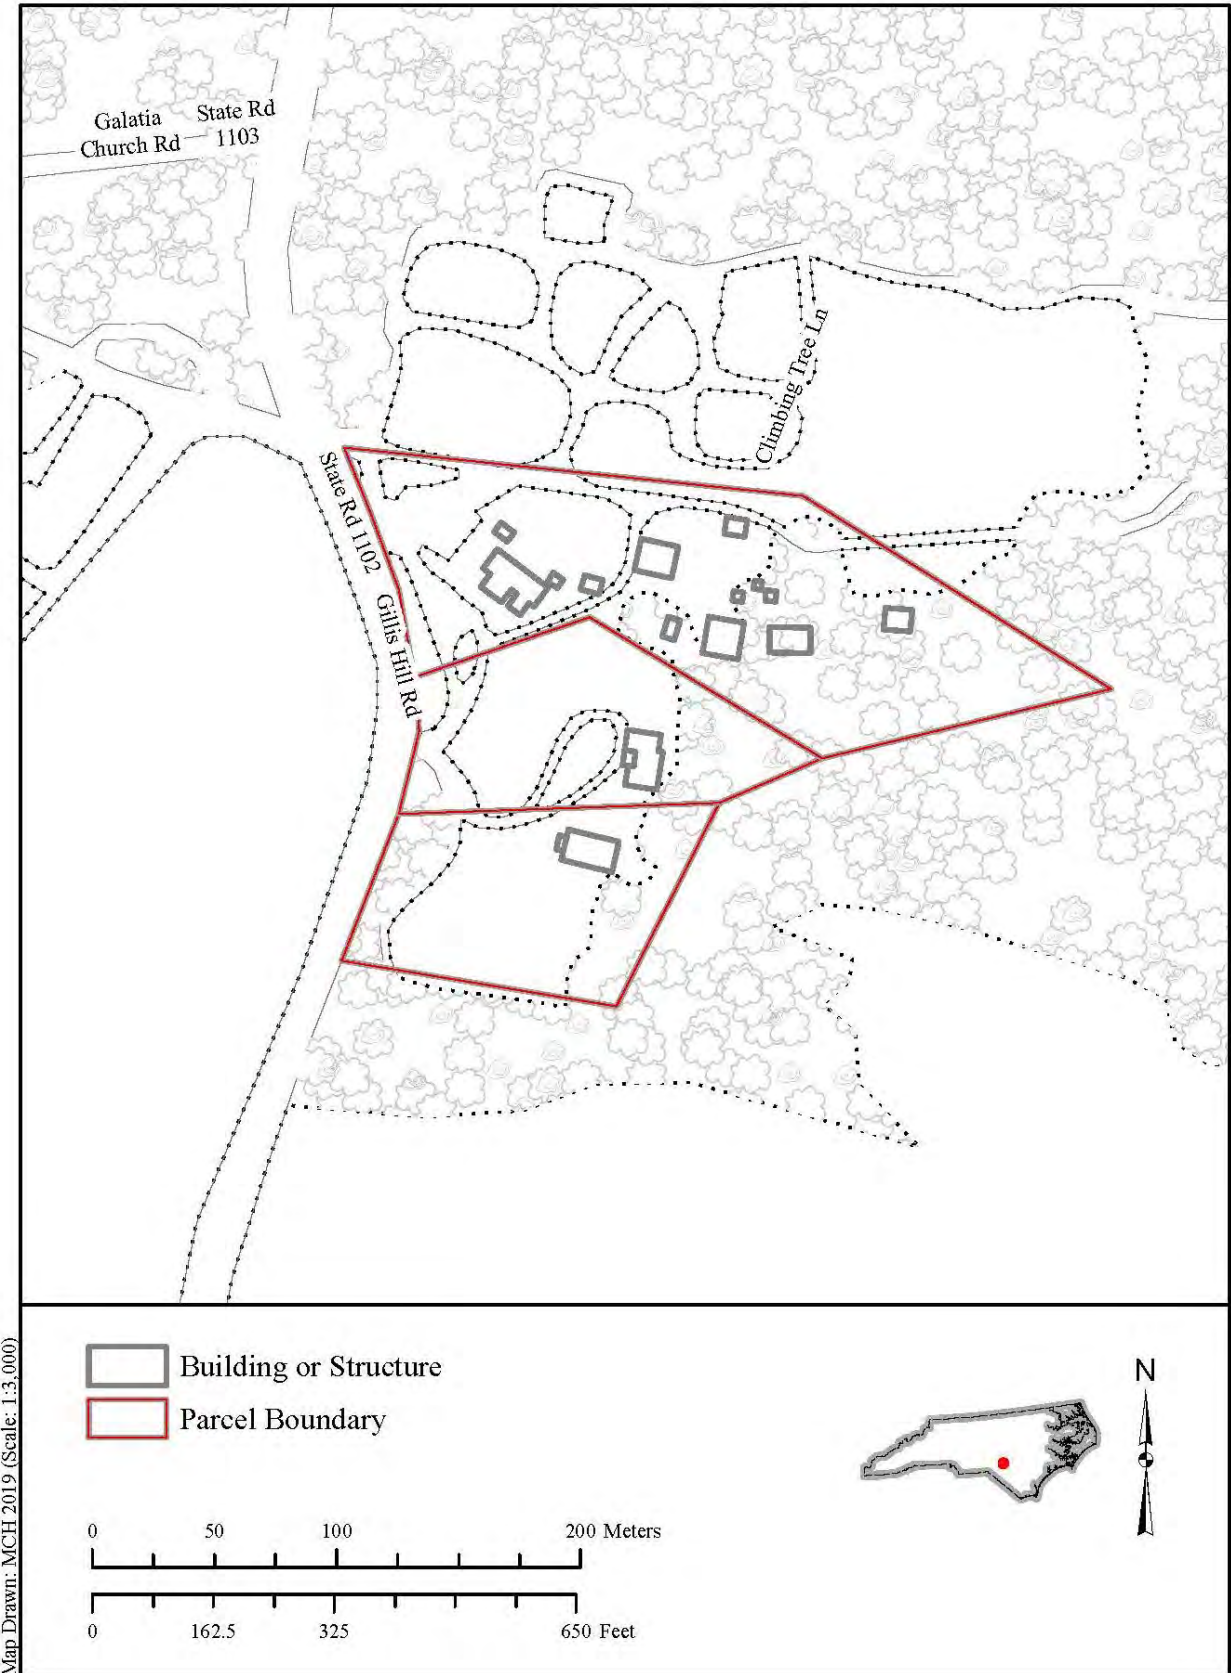 Galatia State Rd
Church Rd 1103
Climbing Tree Ln
State Rd 1102
Gillis Hill Rd
Building or Structure
Parcel Boundary
N
0 50 100 200 Meters
0 162.5 325 650 Feet
Map Drawn: MCH 2019 (Scale: 1:3,000)